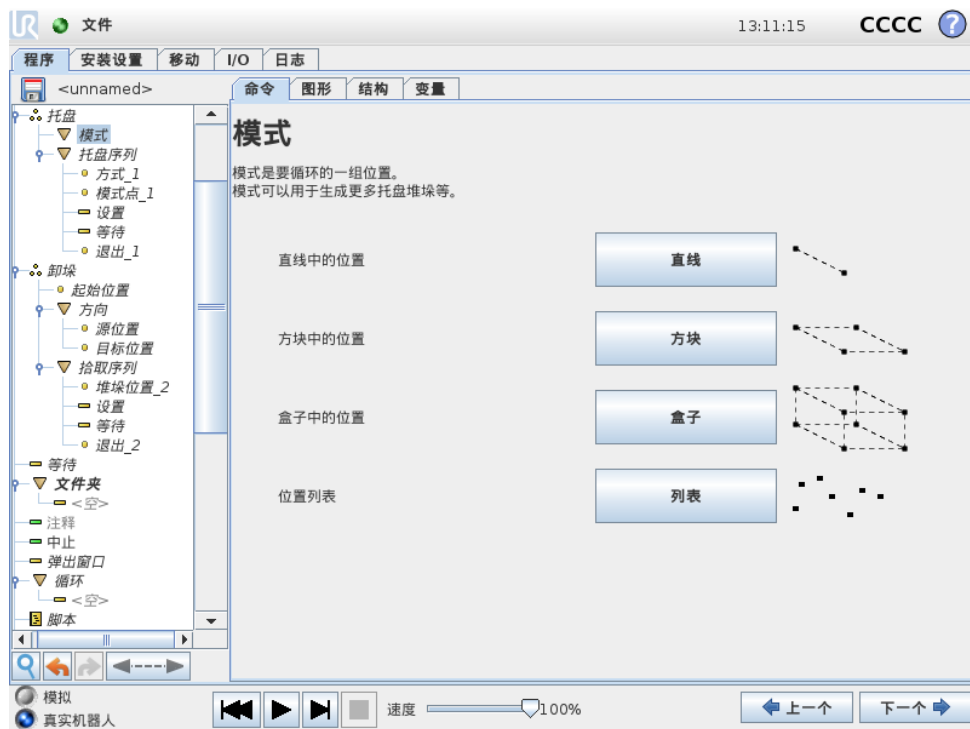 UR 文件 13:11:15 CCCC ?
程序 安装设置 移动 I/O 日志
<unnamed>
命令 图形 结构 变量
托盘
模式
托盘序列
方式_1
模式点_1
设置
等待
退出_1
卸垛
起始位置
方向
源位置
目标位置
拾取序列
堆垛位置_2
设置
等待
退出_2
等待
文件夹
<空>
注释
中止
弹出窗口
循环
<空>
脚本
模式
模式是要循环的一组位置。
模式可以用于生成更多托盘堆垛等。
直线中的位置 直线
方块中的位置 方块
盒子中的位置 盒子
位置列表 列表
模拟
真实机器人
速度 100%
上一个 下一个